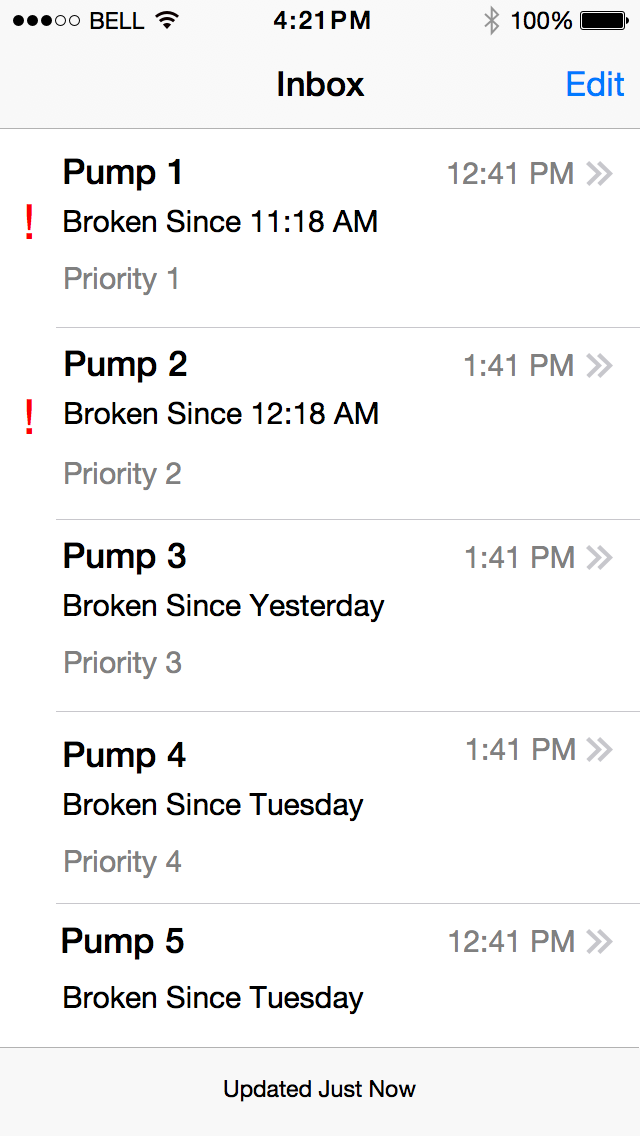 BELL 4:21PM 100%
Inbox Edit
Pump 1 12:41 PM
! Broken Since 11:18 AM
Priority 1
Pump 2 1:41 PM
! Broken Since 12:18 AM
Priority 2
Pump 3 1:41 PM
Broken Since Yesterday
Priority 3
Pump 4 1:41 PM
Broken Since Tuesday
Priority 4
Pump 5 12:41 PM
Broken Since Tuesday
Updated Just Now